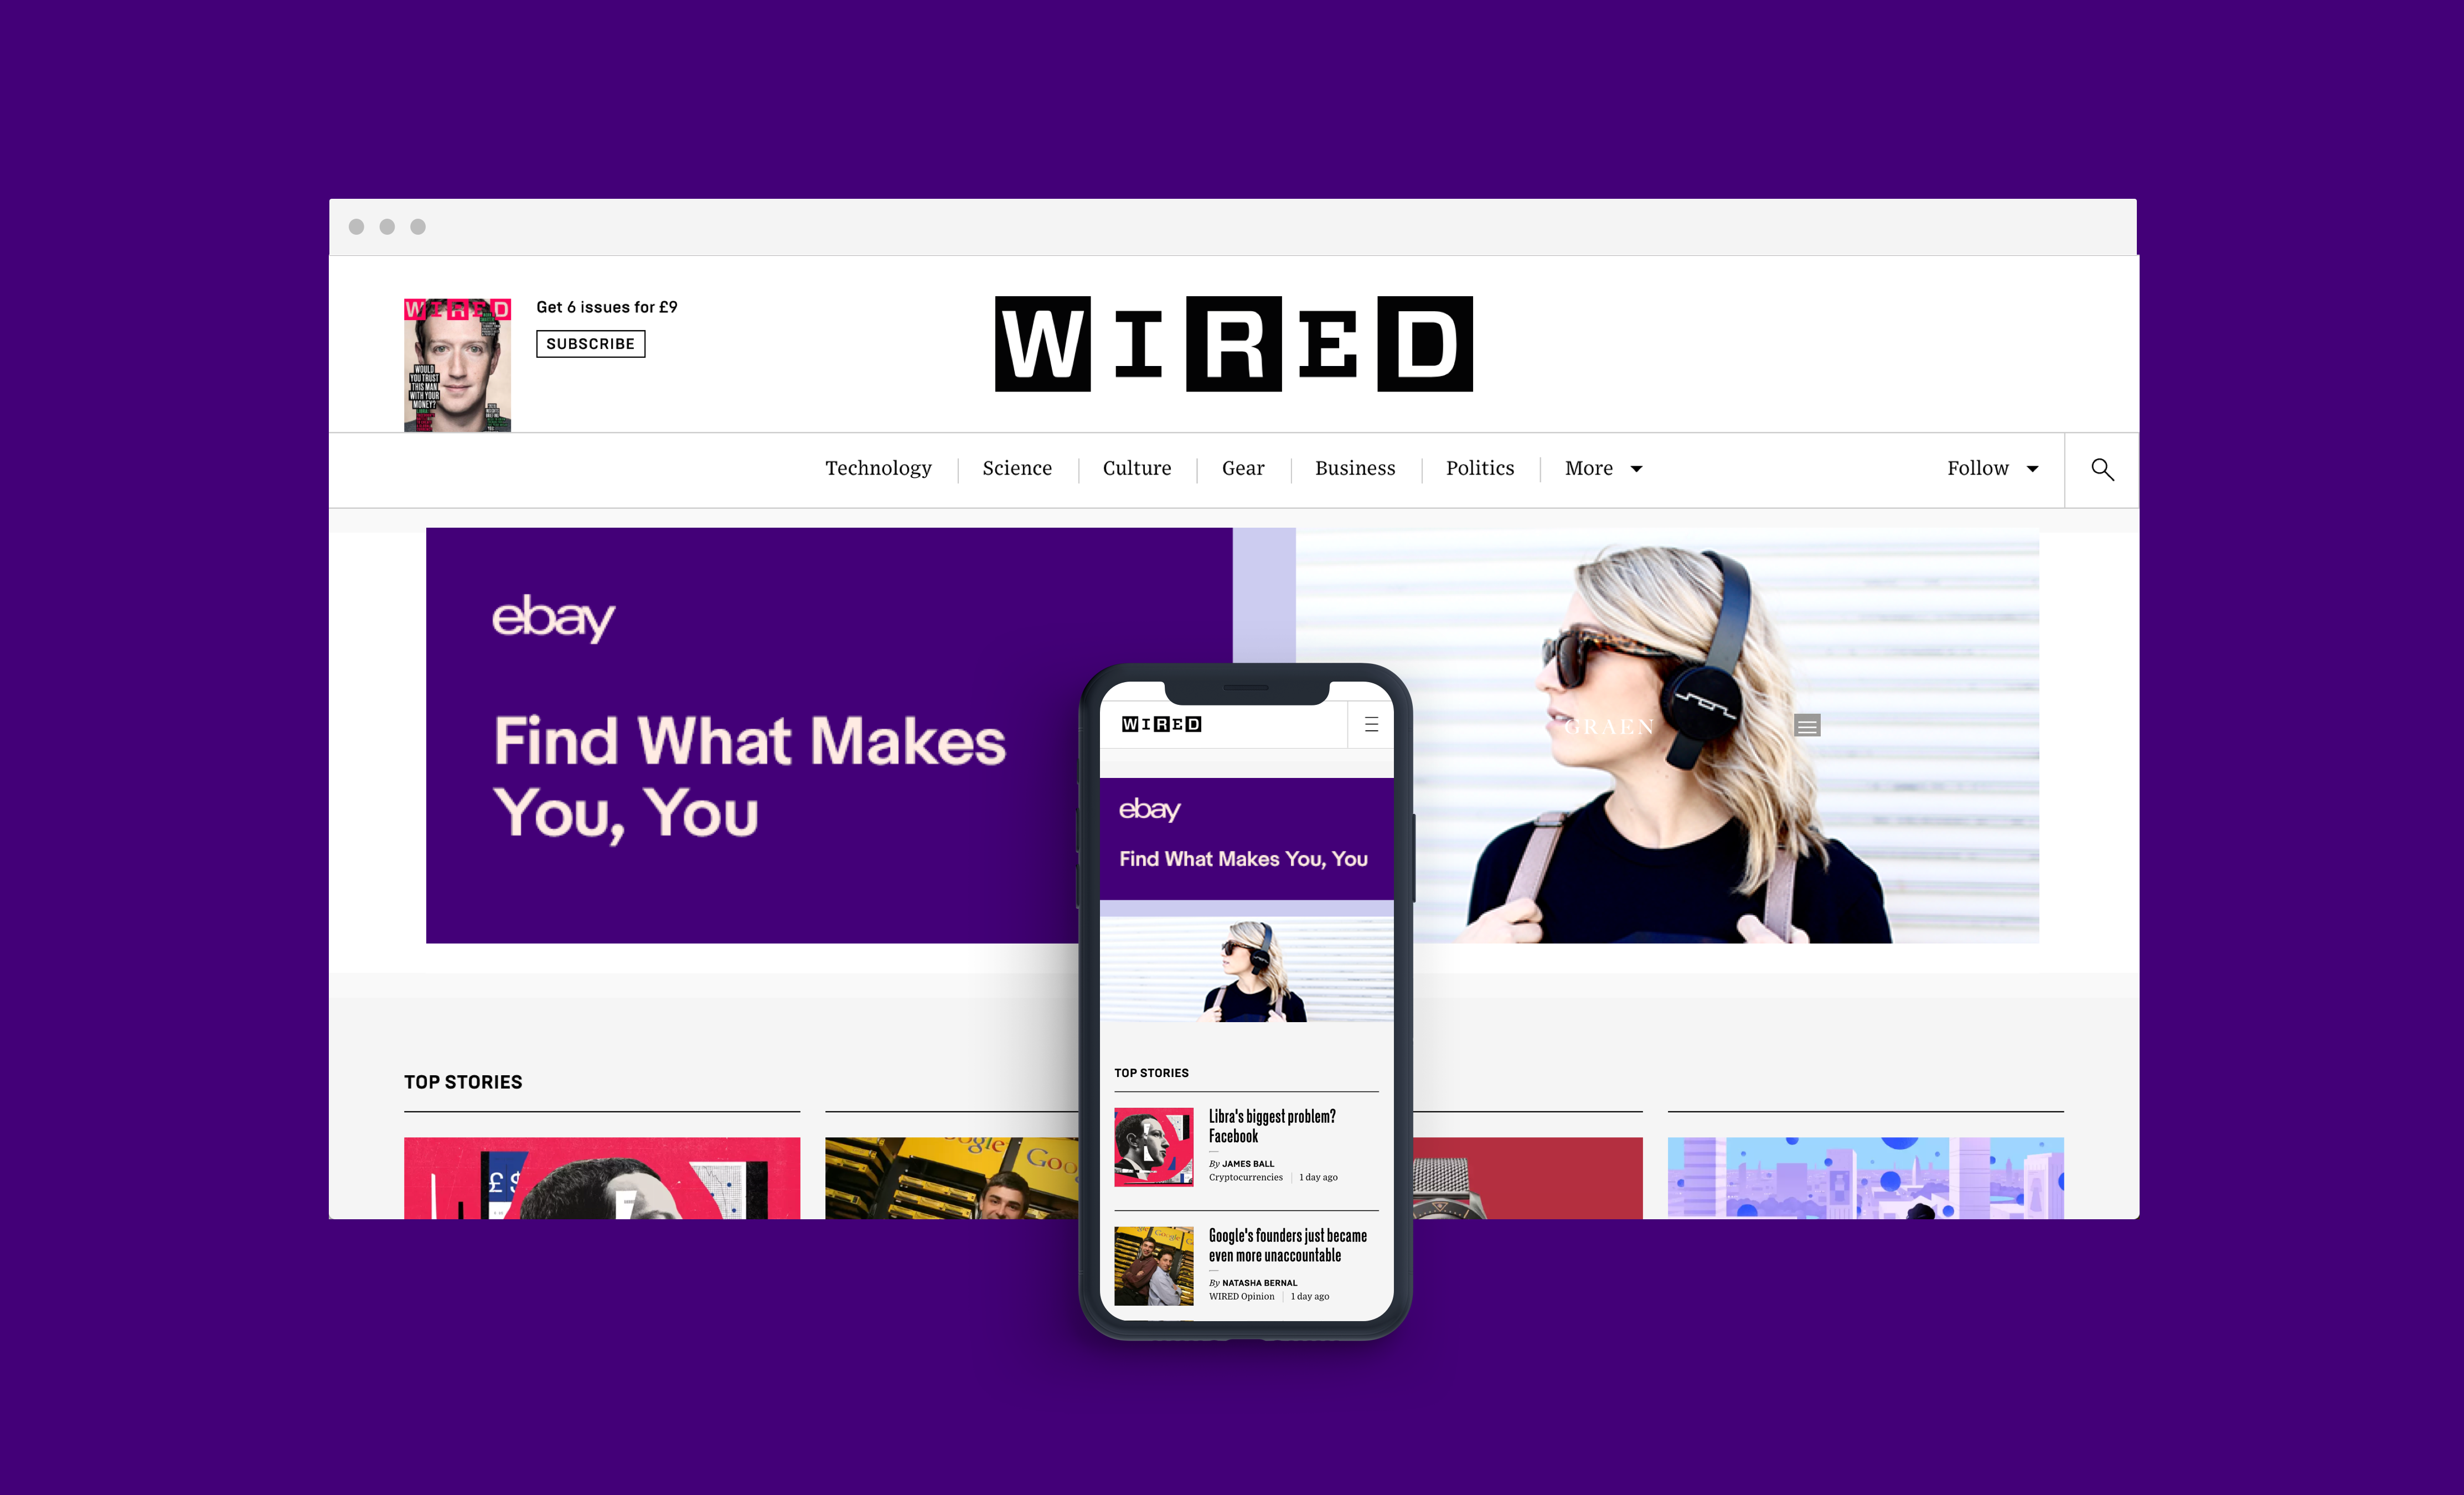 WIRED
Get 6 issues for £9
SUBSCRIBE
WOULD
YOU TRUST
THIS MAN
WITH YOUR
MONEY?
WIRED
Technology
Science
Culture
Gear
Business
Politics
More
Follow
ebay
Find What Makes
You, You
GRAEN
TOP STORIES
£ $
Google
Goo
WIRED
ebay
Find What Makes You, You
TOP STORIES
Libra's biggest problem?
Facebook
By JAMES BALL
Cryptocurrencies
1 day ago
Google's founders just became
even more unaccountable
By NATASHA BERNAL
WIRED Opinion
1 day ago